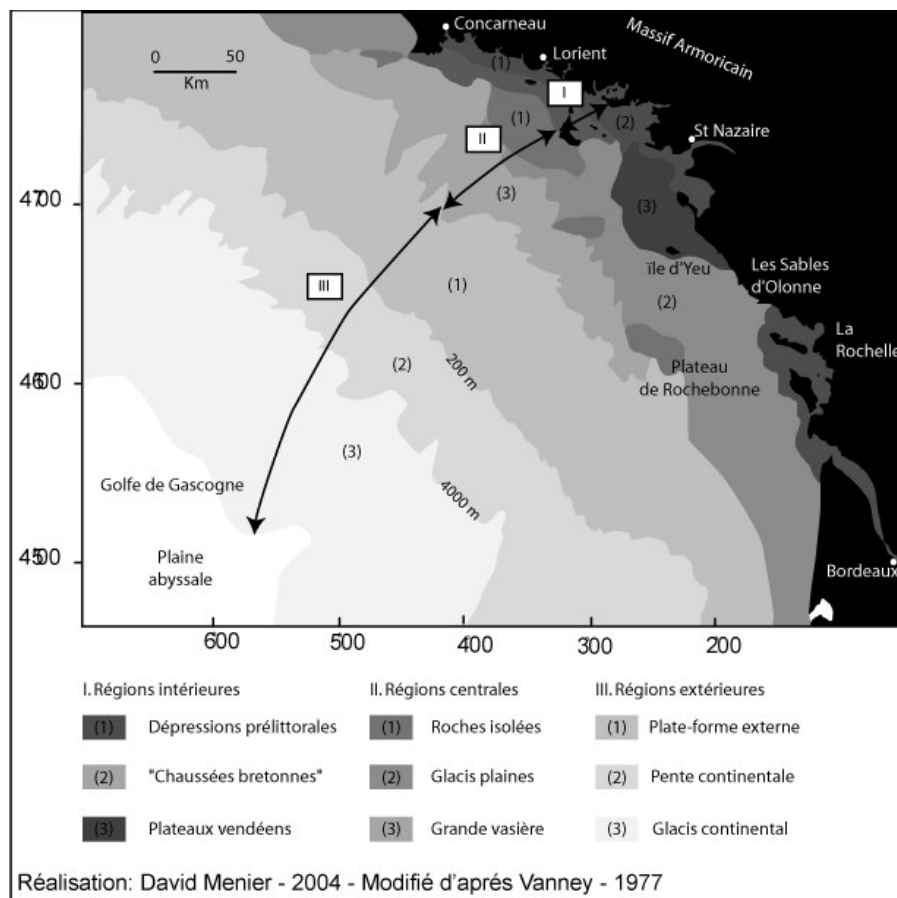 Concarneau
Massif Armoricain
0 50
Km
Lorient
(1)
I
(1)
(2)
II
St Nazaire
4700
(3)
(3)
île d'Yeu
Les Sables
d'Olonne
III
(1)
(2)
La
Rochelle
200 m
4600
(2)
Plateau
de Rochebonne
(3)
Golfe de Gascogne
4000 m
4500
Plaine
abyssale
Bordeaux
600 500 400 300 200
I. Régions intérieures
(1) Dépressions prélittorales
(2) "Chaussées bretonnes"
(3) Plateaux vendéens
II. Régions centrales
(1) Roches isolées
(2) Glacis plaines
(3) Grande vasière
III. Régions extérieures
(1) Plate-forme externe
(2) Pente continentale
(3) Glacis continental
Réalisation: David Menier - 2004 - Modifié d'aprés Vanney - 1977